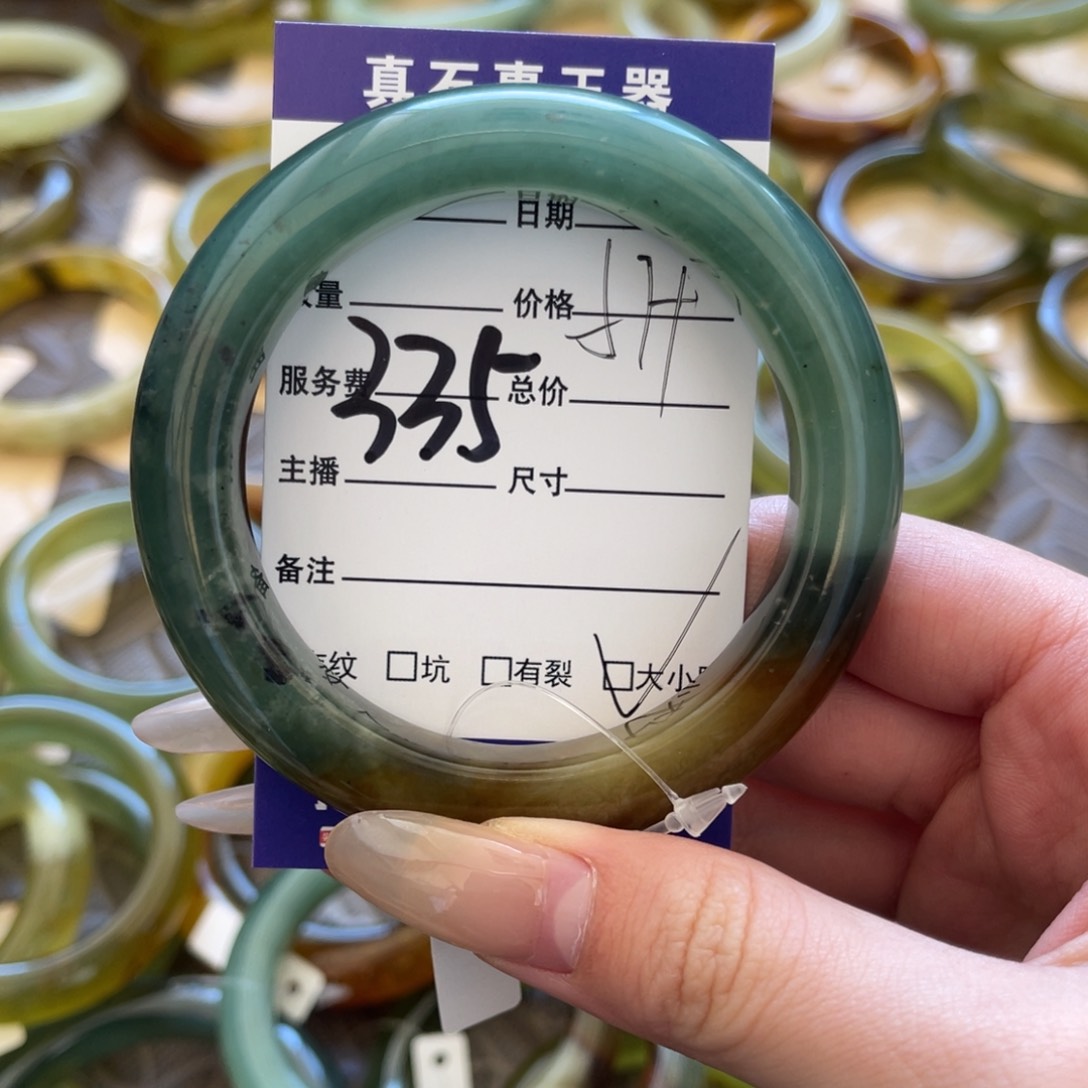 真石惠玉器
日期
量 价格
服务费 335 总价
主播 尺寸
备注
纹 □坑 □有裂 □大小